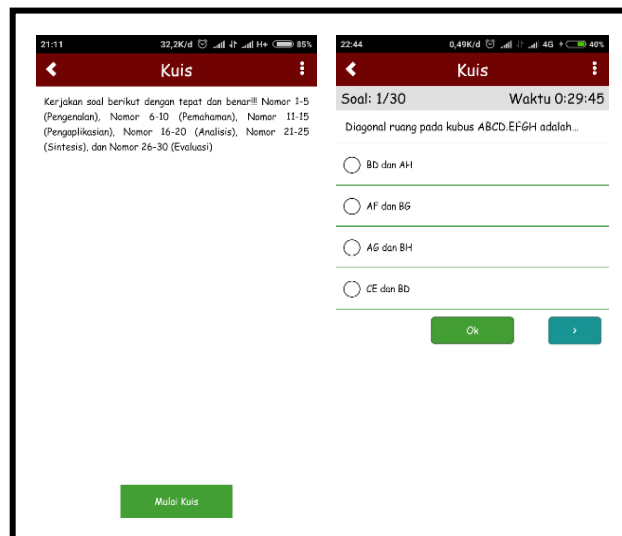 21:11 32,2K/d H+ 85%
Kuis
Kerjakan soal berikut dengan tepat dan benar!!! Nomor 1-5
(Pengenalan), Nomor 6-10 (Pemahaman), Nomor 11-15
(Pengaplikasian), Nomor 16-20 (Analisis), Nomor 21-25
(Sintesis), dan Nomor 26-30 (Evaluasi)
Mulai Kuis
22:44 0,49K/d 4G 40%
Kuis
Soal: 1/30 Waktu 0:29:45
Diagonal ruang pada kubus ABCD.EFGH adalah...
BD dan AH
AF dan BG
AG dan BH
CE dan BD
Ok >